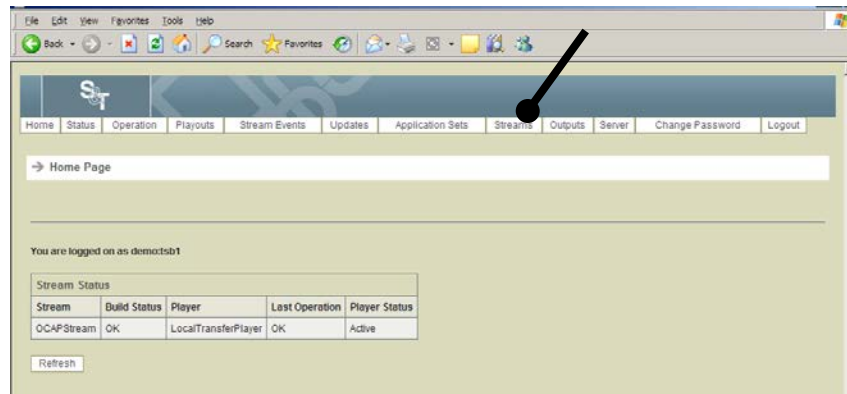 File Edit View Favorites Tools Help
Back Search Favorites
S&T
Home Status Operation Playouts Stream Events Updates Application Sets Streams Outputs Server Change Password Logout
Home Page
You are logged on as demo:tsb1
Stream Status
Stream Build Status Player Last Operation Player Status
OCAPStream OK LocalTransferPlayer OK Active
Refresh